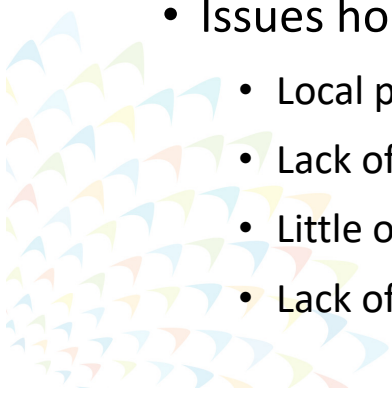 • Issues ho
• Local p
• Lack of
• Little o
• Lack of